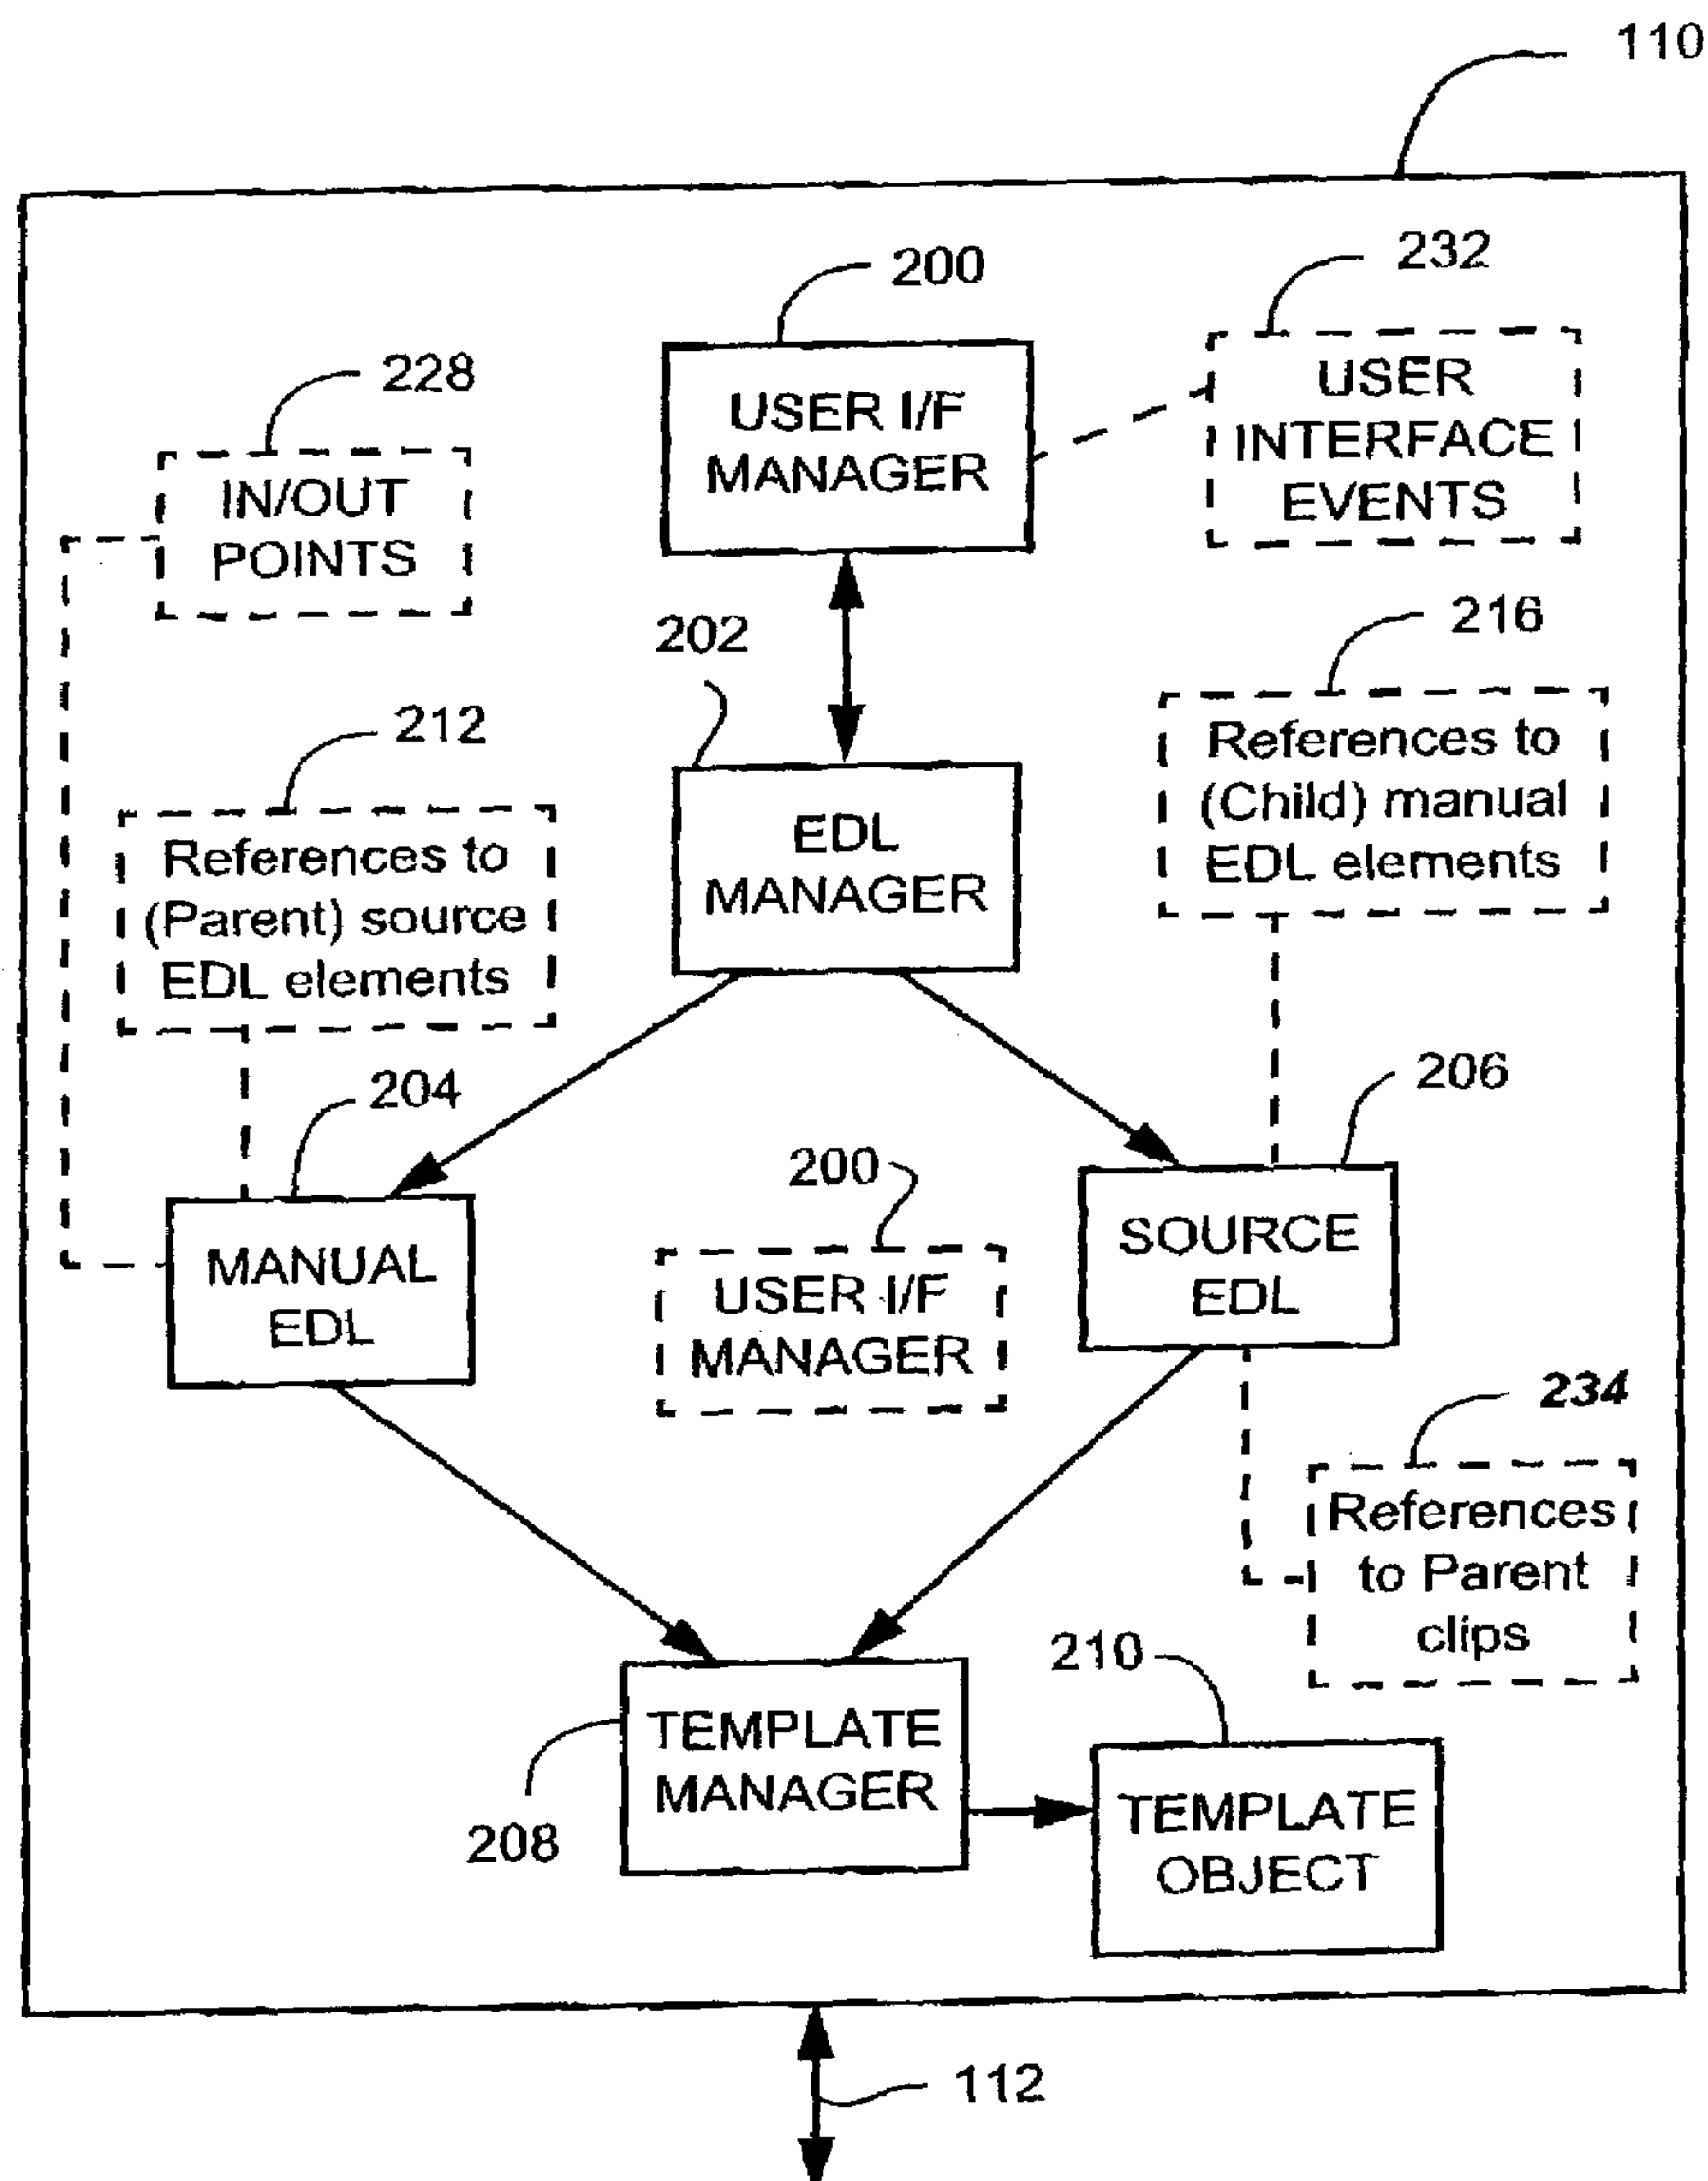 110
200
232
228
USER I/F
MANAGER
USER
INTERFACE
EVENTS
IN/OUT
POINTS
202
216
212
References to
(Child) manual
EDL elements
References to
(Parent) source
EDL elements
EDL
MANAGER
204
206
200
MANUAL
EDL
USER I/F
MANAGER
SOURCE
EDL
234
References
to Parent
clips
210
TEMPLATE
MANAGER
208
TEMPLATE
OBJECT
112